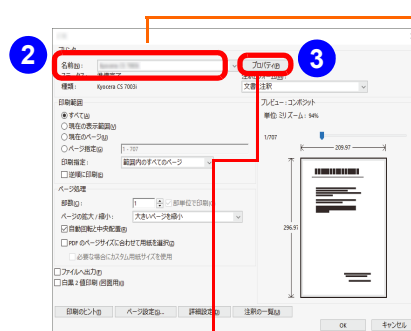 2
3
名前(N):
プロパティ(P)
種類: Kyocera CS 7003i
文書
注釈
印刷範囲
すべて(A)
現在の表示範囲(V)
現在のページ(U)
ページ指定(G) 1 - 707
印刷指定: 範囲内すべてのページ
逆順に印刷(E)
ページ処理
部数(C): 1 部単位で印刷(O)
ページの拡大 / 縮小: 大きいページを縮小
自動回転と中央配置(R)
PDF のページサイズに合わせて用紙を選択(Z)
必要な場合にカスタム用紙サイズを使用
ファイルへ出力(F)
白黒 2 値印刷 (図面用)(I)
プレビュー : コンポジット
単位: ミリ ズーム : 94%
1/707
209.97
296.97
印刷のヒント(T) ページ設定(S)... 詳細設定(D) 注釈の一覧(M)
OK キャンセル